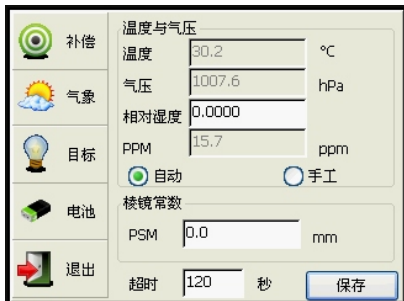 补偿
气象
目标
电池
退出
温度与气压
温度 30.2 °C
气压 1007.6 hPa
相对湿度 0.0000
PPM 15.7 ppm
自动 手工
棱镜常数
PSM 0.0 mm
超时 120 秒 保存